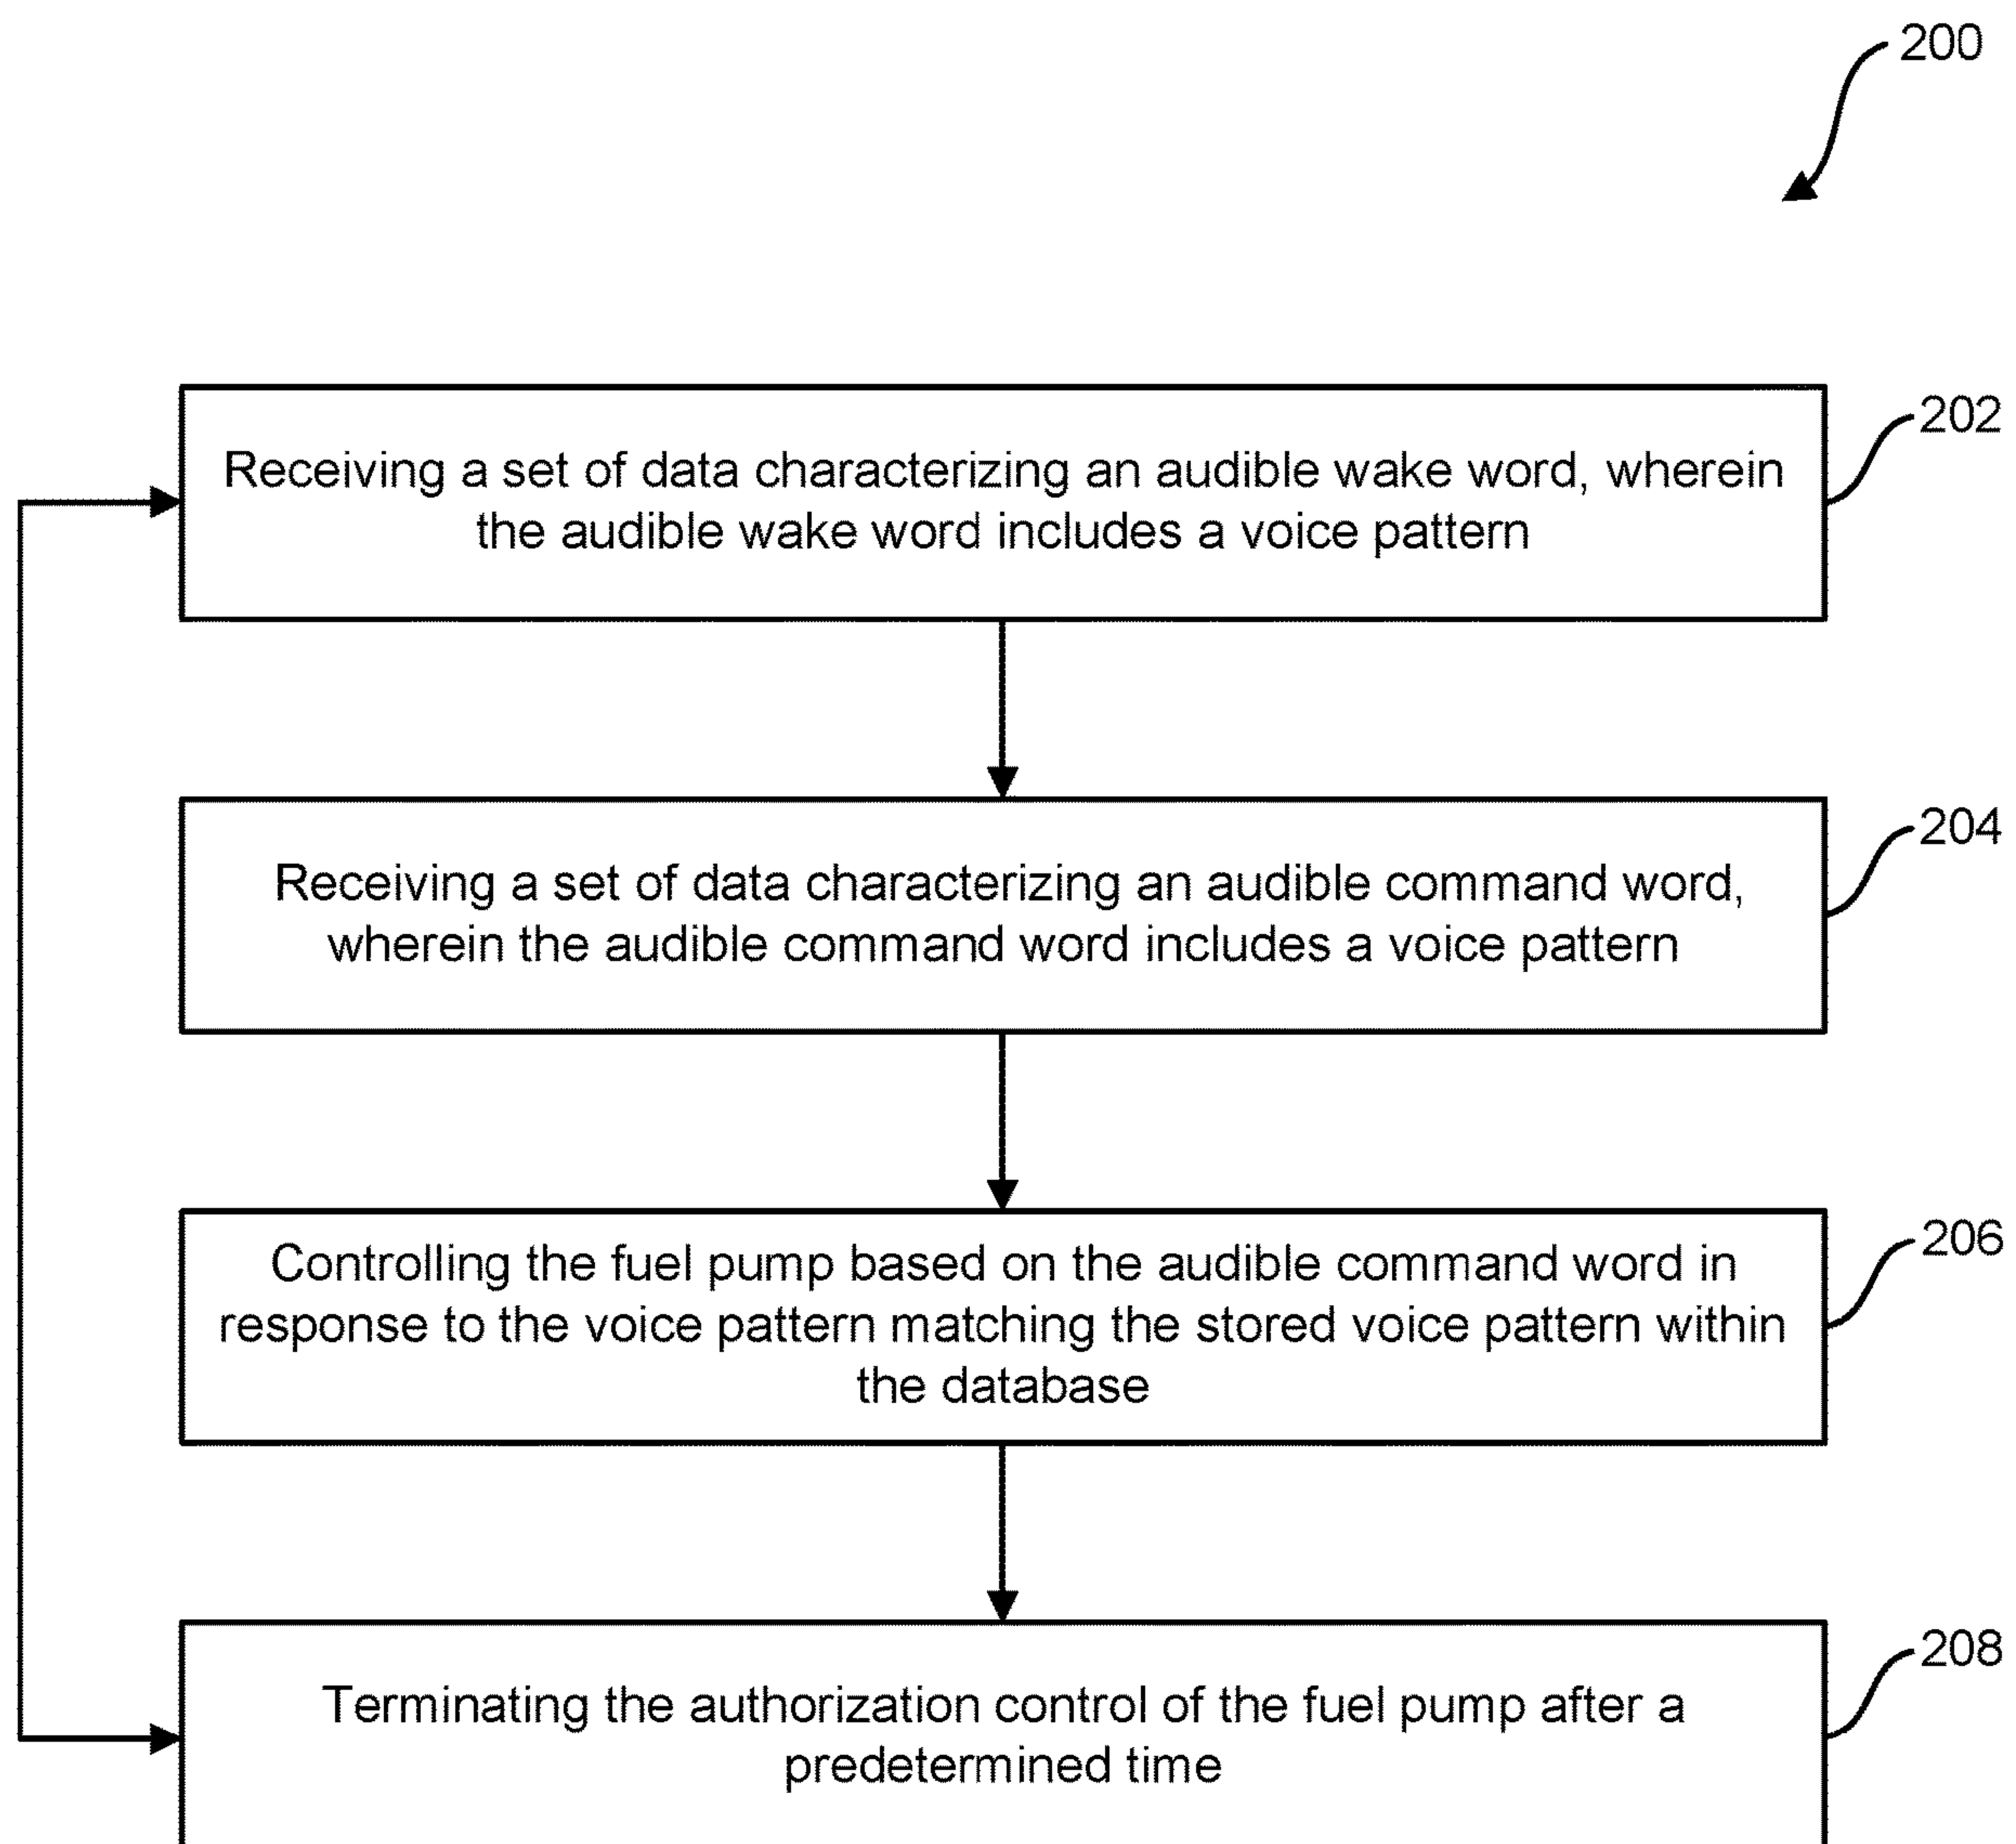 200
202
Receiving a set of data characterizing an audible wake word, wherein
the audible wake word includes a voice pattern
204
Receiving a set of data characterizing an audible command word,
wherein the audible command word includes a voice pattern
206
Controlling the fuel pump based on the audible command word in
response to the voice pattern matching the stored voice pattern within
the database
208
Terminating the authorization control of the fuel pump after a
predetermined time